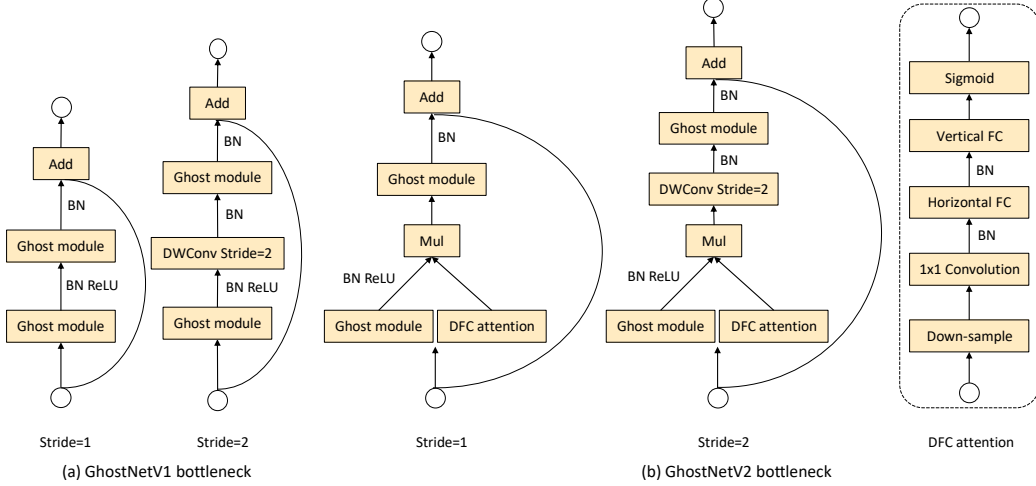 Add
BN
Ghost module
BN ReLU
Ghost module
Stride=1
Add
BN
Ghost module
BN
DWConv Stride=2
BN ReLU
Ghost module
Stride=2
(a) GhostNetV1 bottleneck
Add
BN
Ghost module
Mul
BN ReLU
Ghost module
DFC attention
Stride=1
Add
BN
Ghost module
BN
DWConv Stride=2
Mul
BN ReLU
Ghost module
DFC attention
Stride=2
(b) GhostNetV2 bottleneck
Sigmoid
Vertical FC
BN
Horizontal FC
BN
1x1 Convolution
Down-sample
DFC attention